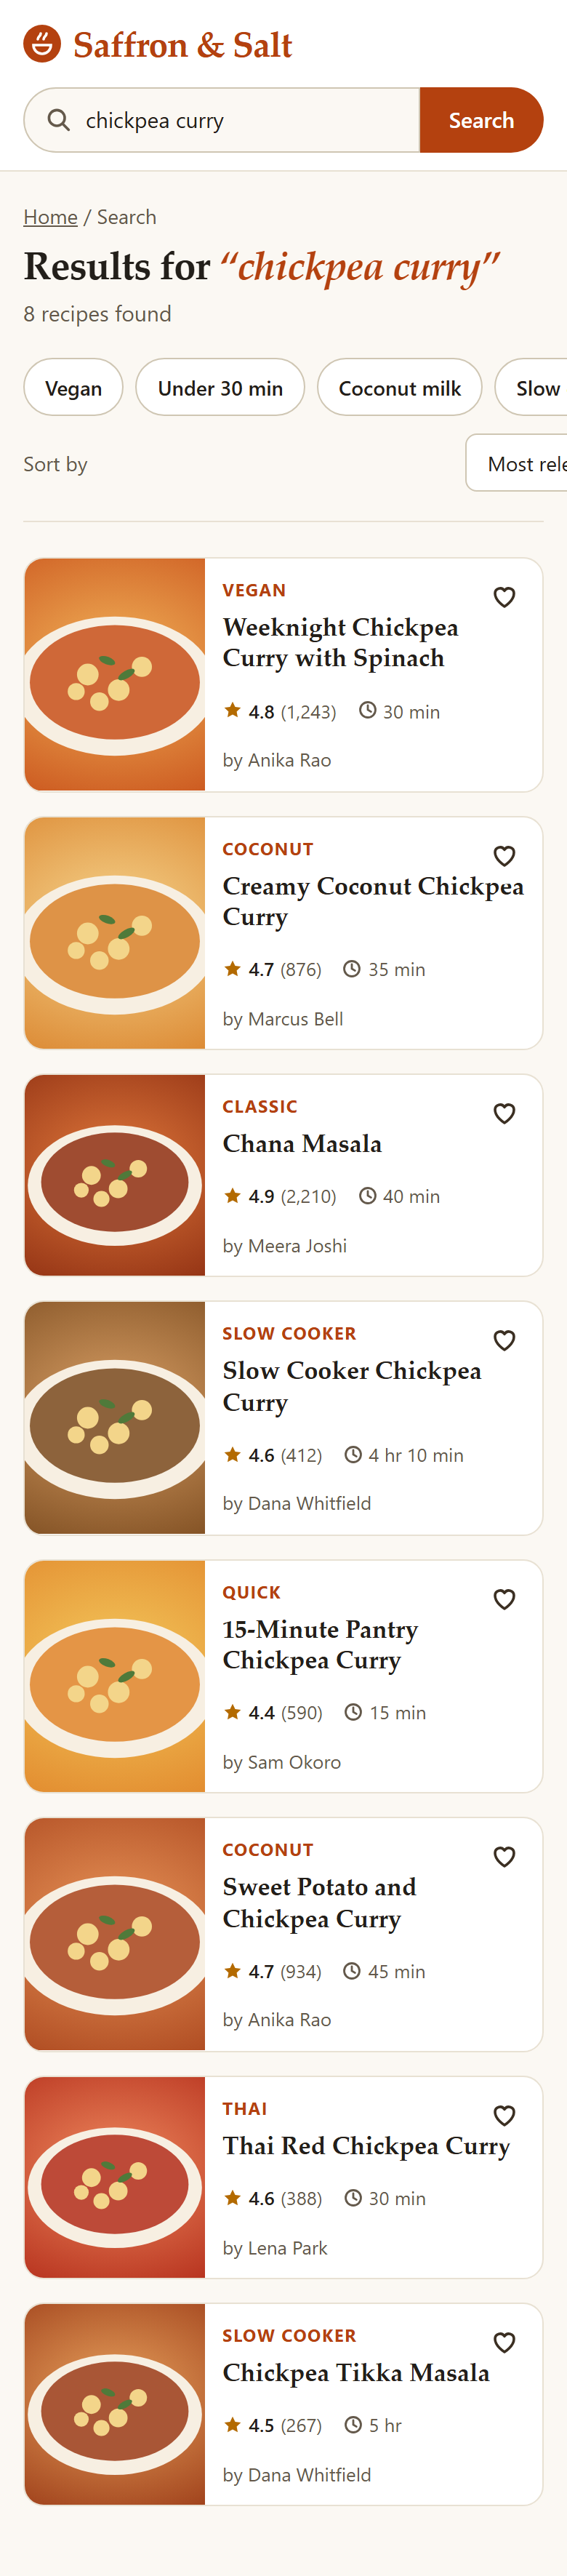 Saffron & Salt
chickpea curry
Search
Home / Search
Results for “chickpea curry”
8 recipes found
Vegan
Under 30 min
Coconut milk
Slow
Sort by
Most rele
VEGAN
Weeknight Chickpea
Curry with Spinach
4.8 (1,243)
30 min
by Anika Rao
COCONUT
Creamy Coconut Chickpea
Curry
4.7 (876)
35 min
by Marcus Bell
CLASSIC
Chana Masala
4.9 (2,210)
40 min
by Meera Joshi
SLOW COOKER
Slow Cooker Chickpea
Curry
4.6 (412)
4 hr 10 min
by Dana Whitfield
QUICK
15-Minute Pantry
Chickpea Curry
4.4 (590)
15 min
by Sam Okoro
COCONUT
Sweet Potato and
Chickpea Curry
4.7 (934)
45 min
by Anika Rao
THAI
Thai Red Chickpea Curry
4.6 (388)
30 min
by Lena Park
SLOW COOKER
Chickpea Tikka Masala
4.5 (267)
5 hr
by Dana Whitfield